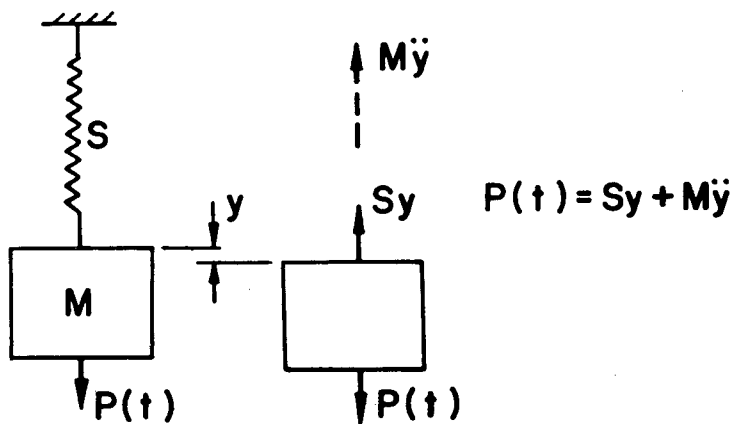 Mÿ
S
y
Sy
P(t) = Sy + Mÿ
M
P(t)
P(t)